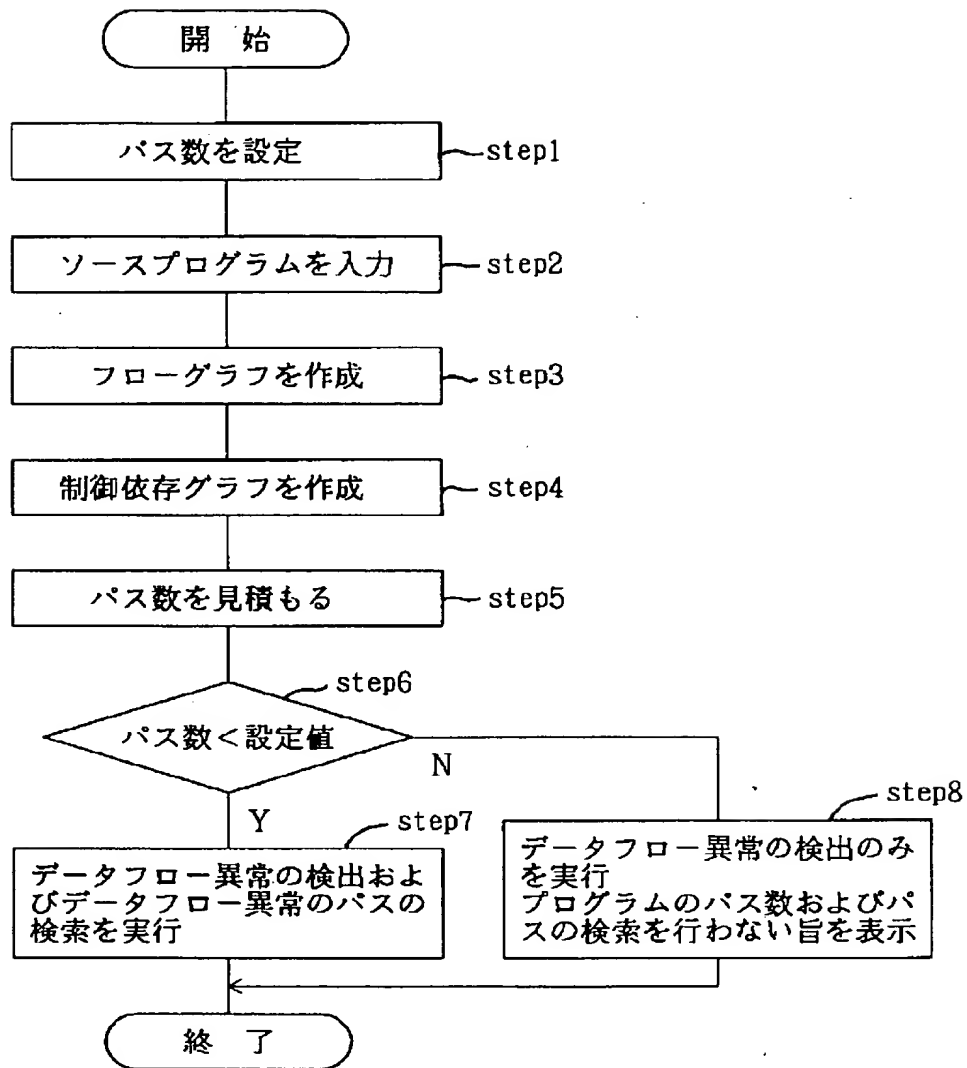 開 始
パス数を設定
step1
ソースプログラムを入力
step2
フローグラフを作成
step3
制御依存グラフを作成
step4
パス数を見積もる
step5
step6
パス数<設定値
N
Y
step7
データフロー異常の検出およ
びデータフロー異常のパスの
検索を実行
step8
データフロー異常の検出のみ
を実行
プログラムのパス数およびパ
スの検索を行わない旨を表示
終 了